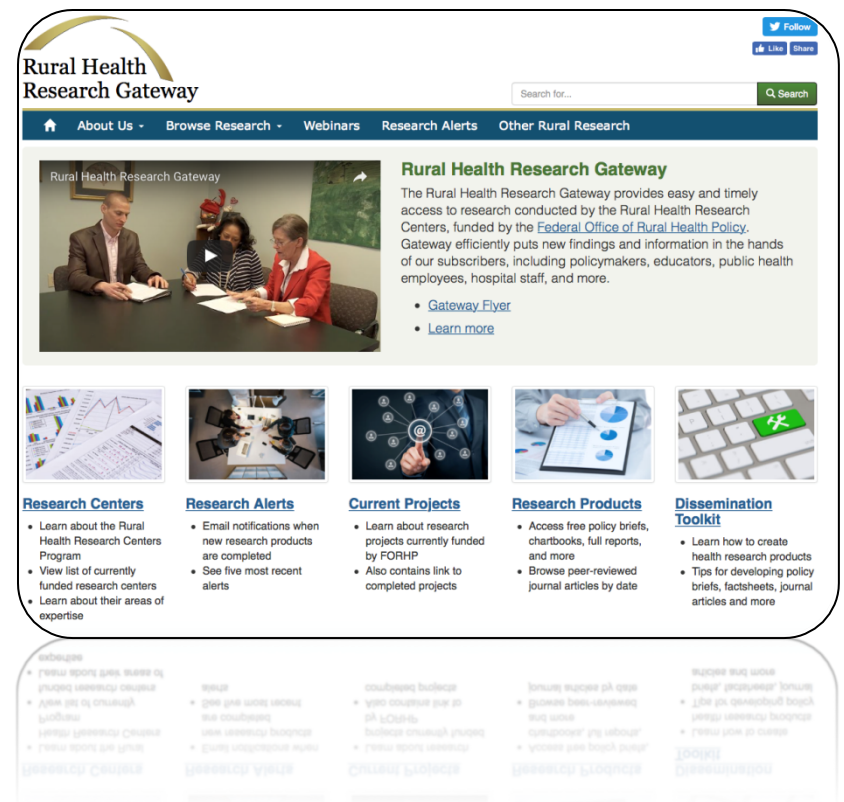 Rural Health
Research Gateway
Follow
Like Share
Search for...
Search
About Us
Browse Research
Webinars
Research Alerts
Other Rural Research
Rural Health Research Gateway
Rural Health Research Gateway
The Rural Health Research Gateway provides easy and timely
access to research conducted by the Rural Health Research
Centers, funded by the Federal Office of Rural Health Policy.
Gateway efficiently puts new findings and information in the hands
of our subscribers, including policymakers, educators, public health
employees, hospital staff, and more.
• Gateway Flyer
• Learn more
@
Research Centers
• Learn about the Rural
Health Research Centers
Program
• View list of currently
funded research centers
• Learn about their areas of
expertise
Research Alerts
• Email notifications when
new research products
are completed
• See five most recent
alerts
Current Projects
• Learn about research
projects currently funded
by FORHP
• Also contains link to
completed projects
Research Products
• Access free policy briefs,
chartbooks, full reports,
and more
• Browse peer-reviewed
journal articles by date
Dissemination
Toolkit
• Learn how to create
health research products
• Tips for developing policy
briefs, factsheets, journal
articles and more